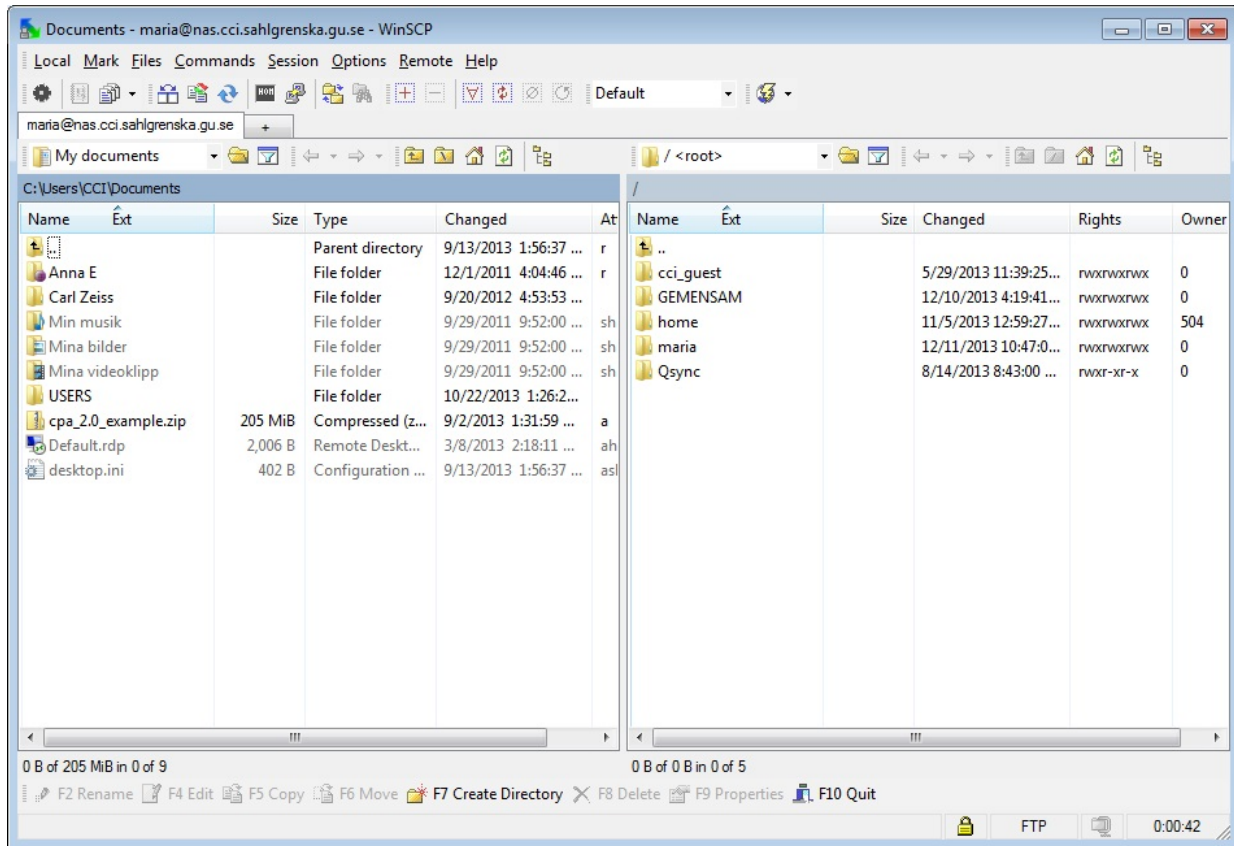 Documents - maria@nas.cci.sahlgrenska.gu.se - WinSCP
Local Mark Files Commands Session Options Remote Help
Default
maria@nas.cci.sahlgrenska.gu.se +
My documents / <root>
C:\Users\CCI\Documents /
Name Ext Size Type Changed At Name Ext Size Changed Rights Owner
.. Parent directory 9/13/2013 1:56:37 ... r ..
Anna E File folder 12/1/2011 4:04:46 ... r cci_guest 5/29/2013 11:39:25... rwxrwxrwx 0
Carl Zeiss File folder 9/20/2012 4:53:53 ... GEMENSAM 12/10/2013 4:19:41... rwxrwxrwx 0
Min musik File folder 9/29/2011 9:52:00 ... sh home 11/5/2013 12:59:27... rwxrwxrwx 504
Mina bilder File folder 9/29/2011 9:52:00 ... sh maria 12/11/2013 10:47:0... rwxrwxrwx 0
Mina videoklipp File folder 9/29/2011 9:52:00 ... sh Qsync 8/14/2013 8:43:00 ... rwxr-xr-x 0
USERS File folder 10/22/2013 1:26:2...
cpa_2.0_example.zip 205 MiB Compressed (z... 9/2/2013 1:31:59 ... a
Default.rdp 2,006 B Remote Deskt... 3/8/2013 2:18:11 ... ah
desktop.ini 402 B Configuration ... 9/13/2013 1:56:37 ... asl
0 B of 205 MiB in 0 of 9 0 B of 0 B in 0 of 5
F2 Rename F4 Edit F5 Copy F6 Move F7 Create Directory F8 Delete F9 Properties F10 Quit
FTP 0:00:42